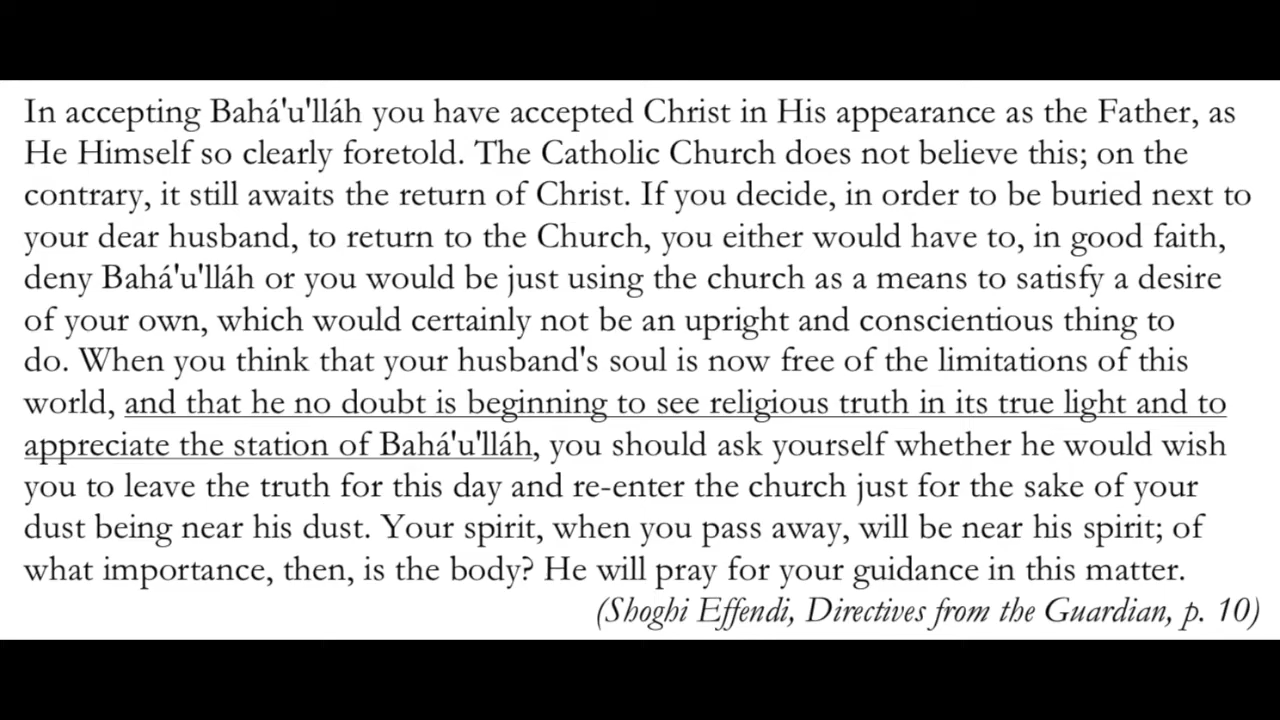 In accepting Bahá'u'lláh you have accepted Christ in His appearance as the Father, as
He Himself so clearly foretold. The Catholic Church does not believe this; on the
contrary, it still awaits the return of Christ. If you decide, in order to be buried next to
your dear husband, to return to the Church, you either would have to, in good faith,
deny Bahá'u'lláh or you would be just using the church as a means to satisfy a desire
of your own, which would certainly not be an upright and conscientious thing to
do. When you think that your husband's soul is now free of the limitations of this
world, and that he no doubt is beginning to see religious truth in its true light and to
appreciate the station of Bahá'u'lláh, you should ask yourself whether he would wish
you to leave the truth for this day and re-enter the church just for the sake of your
dust being near his dust. Your spirit, when you pass away, will be near his spirit; of
what importance, then, is the body? He will pray for your guidance in this matter.
(Shoghi Effendi, Directives from the Guardian, p. 10)